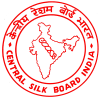 केन्द्रीय रेशम बोर्ड भारत
CENTRAL SILK BOARD INDIA